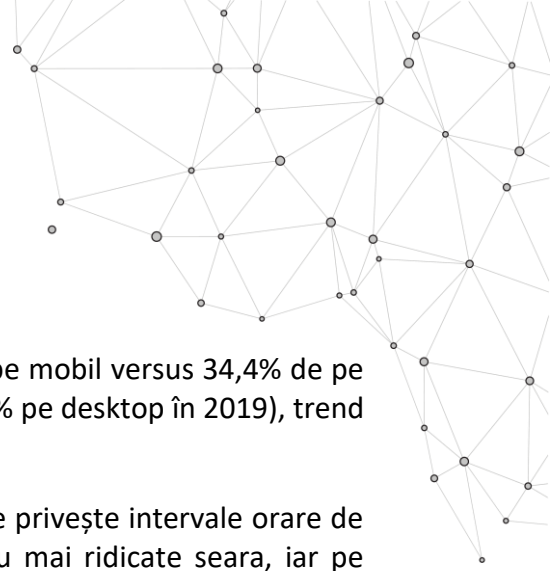 pe mobil versus 34,4% de pe
% pe desktop în 2019), trend
e privește intervale orare de
u mai ridicate seara, iar pe